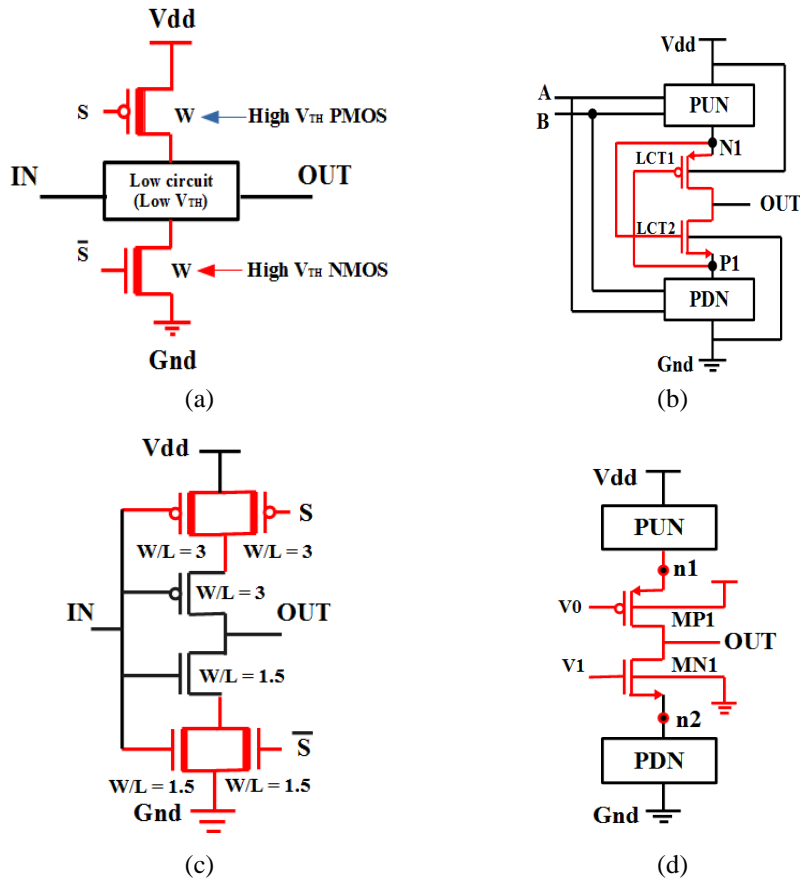 Vdd
S
W
High VTH PMOS
IN
Low circuit
(Low VTH)
OUT
S̅
W
High VTH NMOS
Gnd
(a)
Vdd
A
B
PUN
N1
LCT1
OUT
LCT2
P1
PDN
Gnd
(b)
Vdd
S
W/L = 3
W/L = 3
W/L = 3
IN
OUT
W/L = 1.5
S̅
W/L = 1.5
W/L = 1.5
Gnd
(c)
Vdd
PUN
n1
V0
MP1
OUT
V1
MN1
n2
PDN
Gnd
(d)